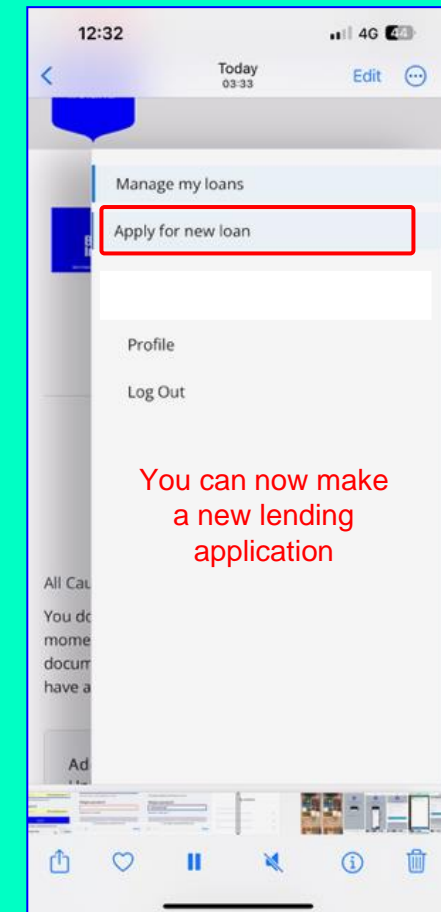 12:32
4G 44
Today
03:33
Edit
Manage my loans
Apply for new loan
Profile
Log Out
You can now make
a new lending
application
All Cau
You do
mome
docum
have a
Ad